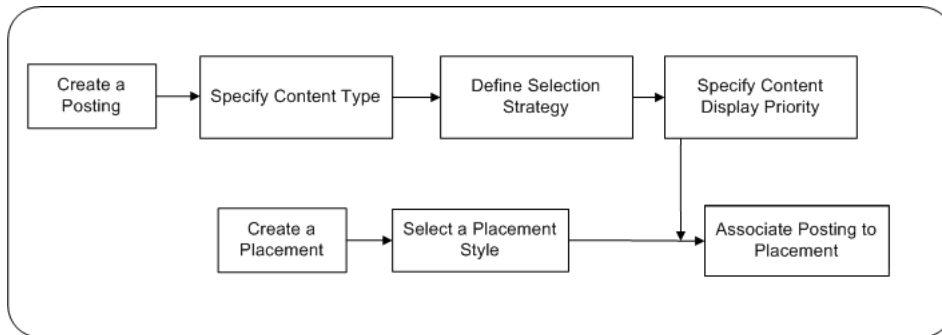 Create a
Posting
Specify Content Type
Define Selection
Strategy
Specify Content
Display Priority
Create a
Placement
Select a Placement
Style
Associate Posting to
Placement